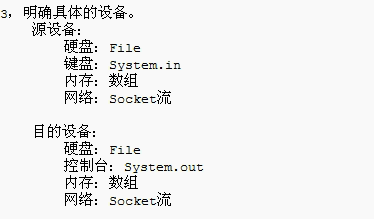 3，明确具体的设备。
源设备：
硬盘：File
键盘：System.in
内存：数组
网络：Socket流
目的设备：
硬盘：File
控制台：System.out
内存：数组
网络：Socket流